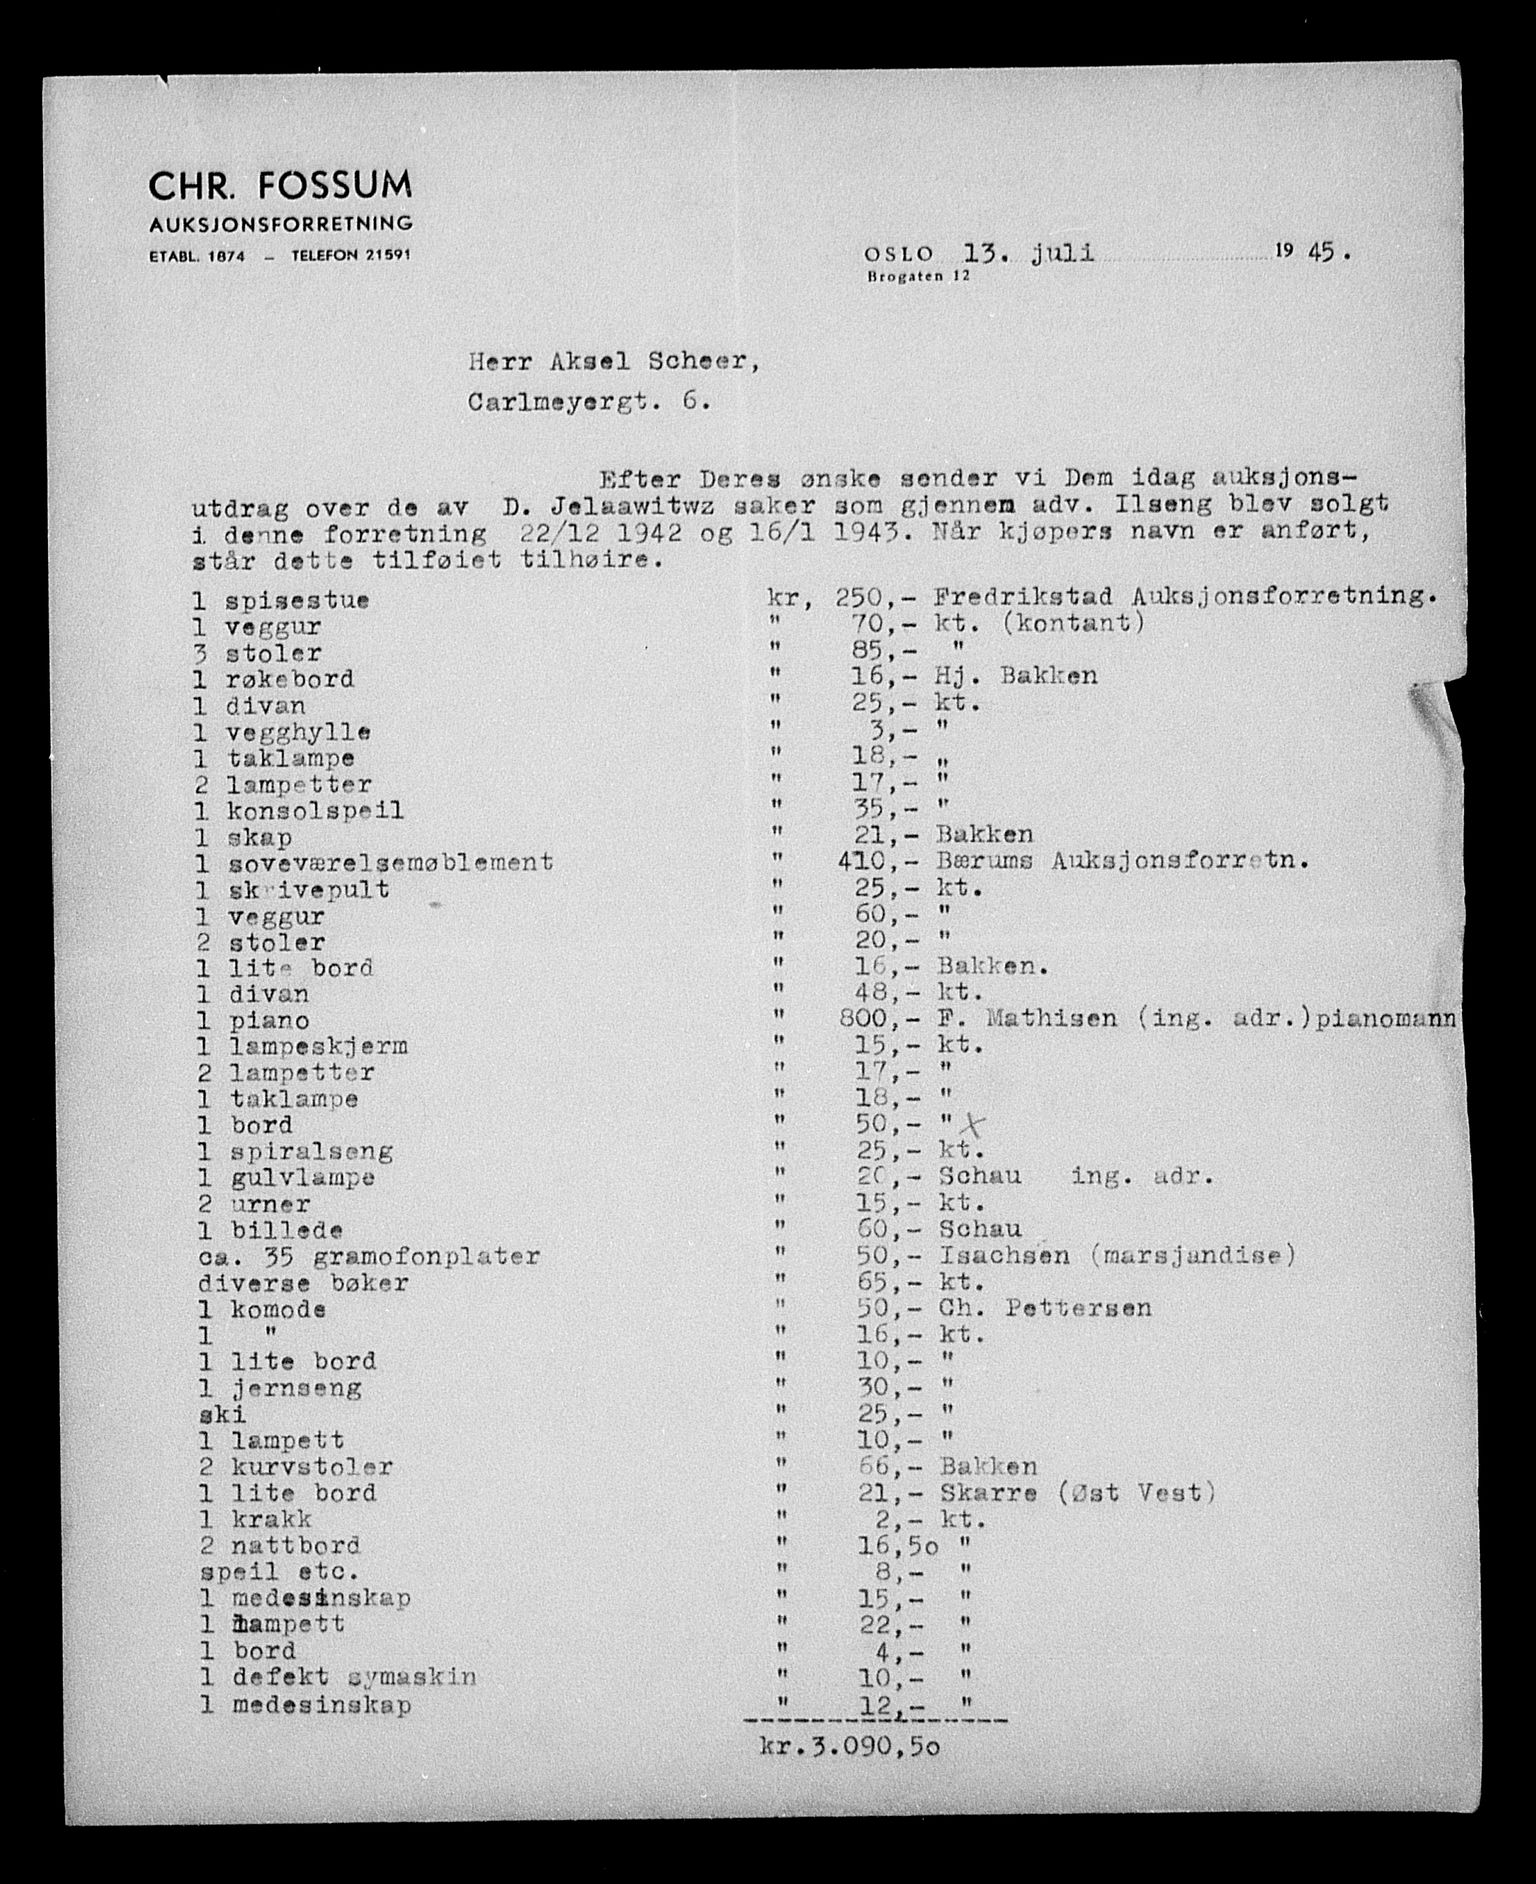 CHR. FOSSUM
AUKSJONSFORRETNING
ETABL. 1874 – TELEFON 21591
OSLO 13. juli 1945.
Brogaten 12
Herr Aksel Scheer,
Carlmeyergt. 6.
Efter Deres ønske sender vi Dem idag auksjons-
utdrag over de av D. Jelaawitwz saker som gjennem adv. Ilseng blev solgt
i denne forretning 22/12 1942 og 16/1 1943. Når kjøpers navn er anført,
står dette tilføiet tilhøire.
1 spisestue kr, 250,- Fredrikstad Auksjonsforretning.
1 veggur " 70,- kt. (kontant)
3 stoler " 85,- "
1 røkebord " 16,- Hj. Bakken
1 divan " 25,- kt.
1 vegghylle " 3,- "
1 taklampe " 18,- "
2 lampetter " 17,- "
1 konsolspeil " 35,- "
1 skap " 21,- Bakken
1 soveværelsemøblement " 410,- Bærums Auksjonsforretn.
1 skrivepult " 25,- kt.
1 veggur " 60,- "
2 stoler " 20,- "
1 lite bord " 16,- Bakken.
1 divan " 48,- kt.
1 piano " 800,- F. Mathisen (ing. adr.)pianomann
1 lampeskjerm " 15,- kt.
2 lampetter " 17,- "
1 taklampe " 18,- "
1 bord " 50,- " X
1 spiralseng " 25,- kt.
1 gulvlampe " 20,- Schau ing. adr.
2 urner " 15,- kt.
1 billede " 60,- Schau
ca. 35 gramofonplater " 50,- Isachsen (marsjandise)
diverse bøker " 65,- kt.
1 komode " 50,- Ch. Pettersen
1 " " 16,- kt.
1 lite bord " 10,- "
1 jernseng " 30,- "
ski " 25,- "
1 lampett " 10,- "
2 kurvstoler " 66,- Bakken
1 lite bord " 21,- Skarre (Øst Vest)
1 krakk " 2,- kt.
2 nattbord " 16,5o "
speil etc. " 8,- "
1 medesinskap " 15,- "
1 lampett " 22,- "
1 bord " 4,- "
1 defekt symaskin " 10,- "
1 medesinskap " 12,- "
kr.3.090,5o